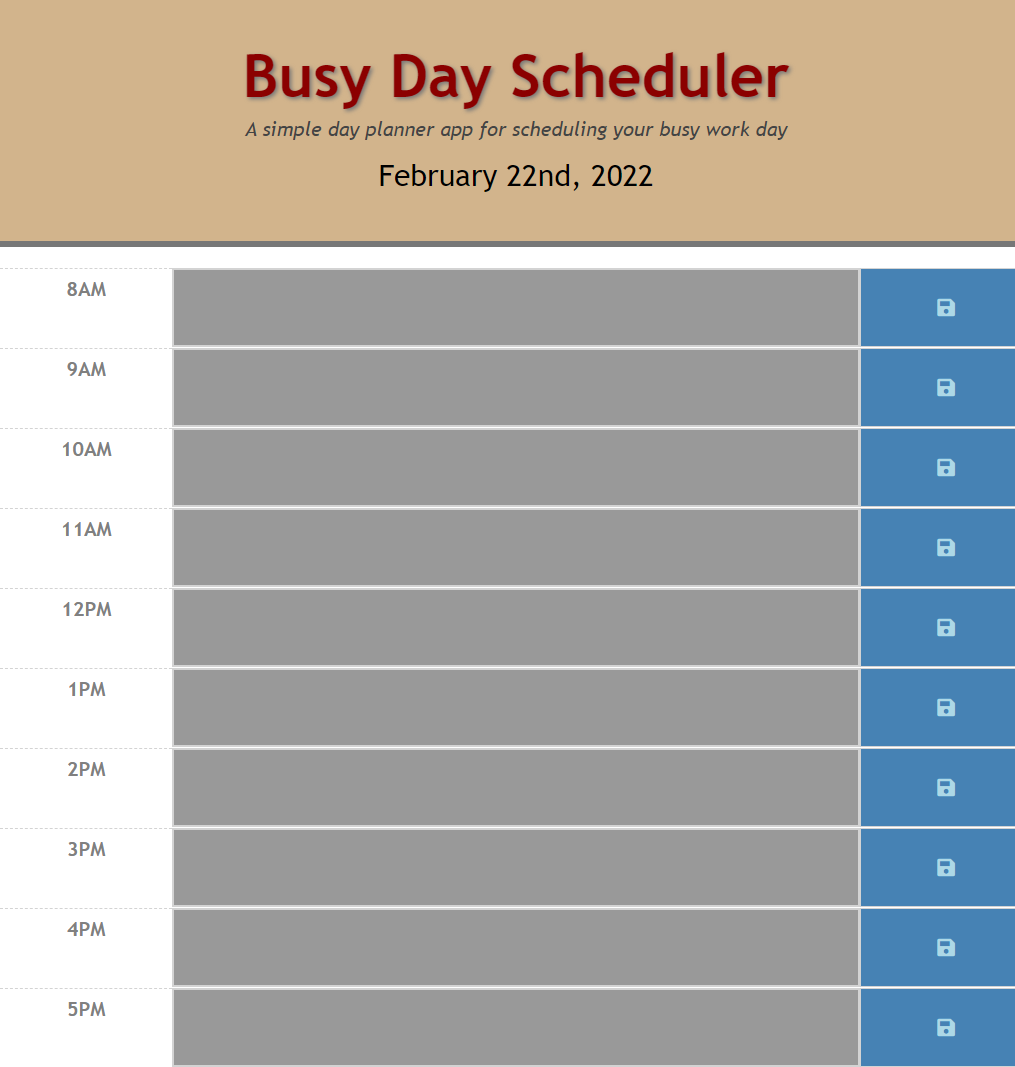 Busy Day Scheduler
A simple day planner app for scheduling your busy work day
February 22nd, 2022
8AM
9AM
10AM
11AM
12PM
1PM
2PM
3PM
4PM
5PM